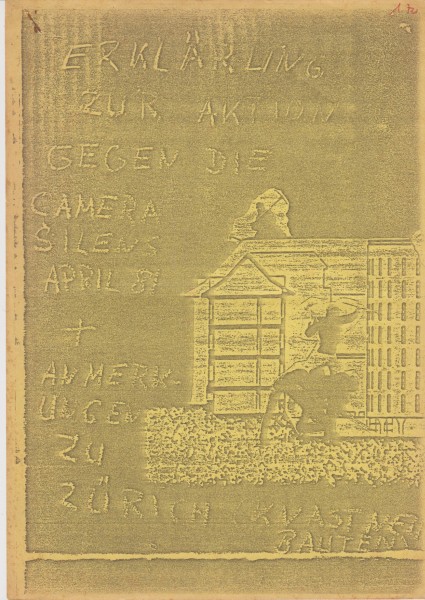 ERKLÄRUNG
ZUR AKTION
GEGEN DIE
CAMERA
SILENS
APRIL 81
+
ANMERK-
UNGEN
ZU
ZÜRICH
BAUTEN